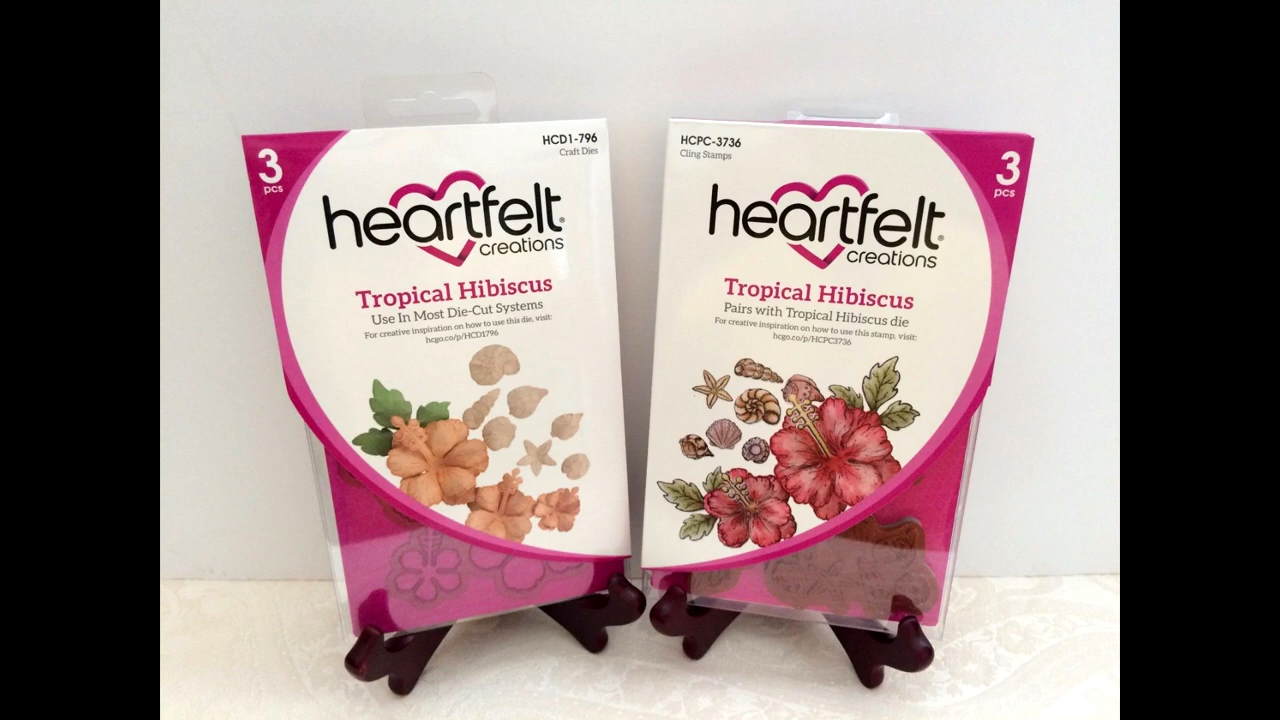 3
pcs
HCD1-796
Craft Dies
heartfelt®
creations
Tropical Hibiscus
Use In Most Die-Cut Systems
For creative inspiration on how to use this die, visit:
hcgo.co/p/HCD1796
HCPC-3736
Cling Stamps
3
pcs
heartfelt®
creations
Tropical Hibiscus
Pairs with Tropical Hibiscus die
For creative inspiration on how to use this stamp, visit:
hcgo.co/p/HCPC3736